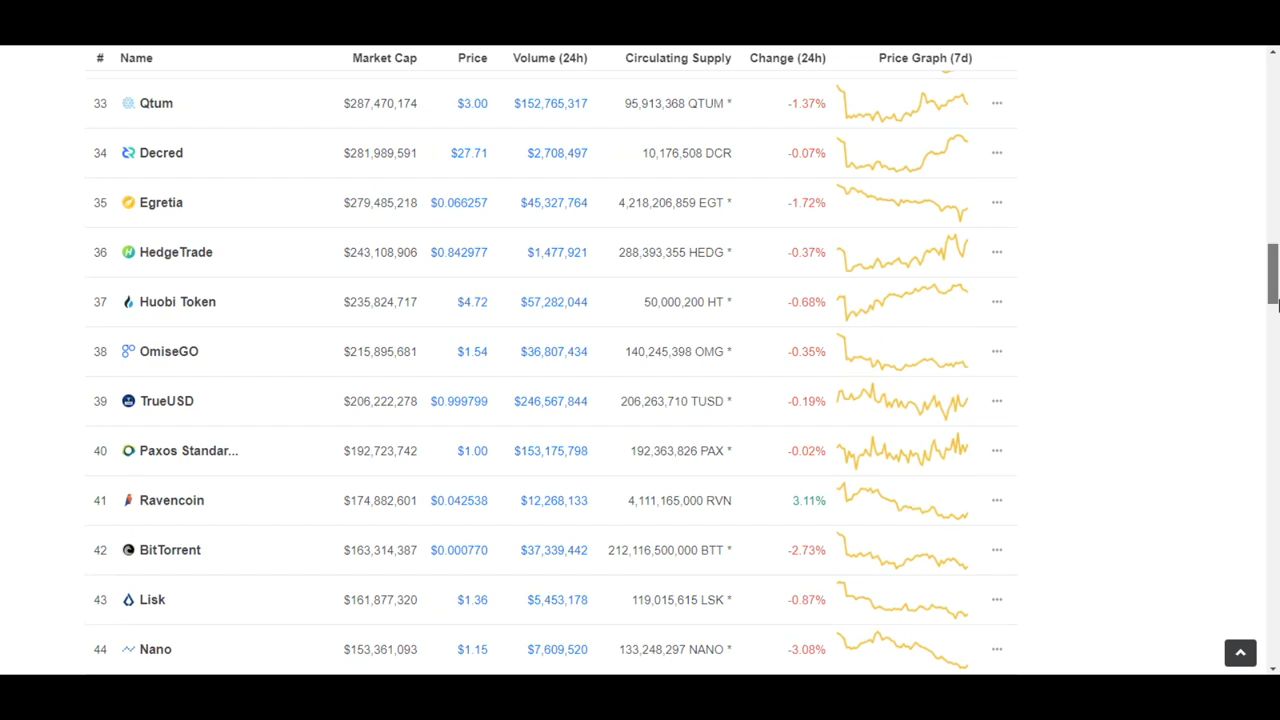 # Name Market Cap Price Volume (24h) Circulating Supply Change (24h) Price Graph (7d)
33 Qtum $287,470,174 $3.00 $152,765,317 95,913,368 QTUM * -1.37%
34 Decred $281,989,591 $27.71 $2,708,497 10,176,508 DCR -0.07%
35 Egretia $279,485,218 $0.066257 $45,327,764 4,218,206,859 EGT * -1.72%
36 HedgeTrade $243,108,906 $0.842977 $1,477,921 288,393,355 HEDG * -0.37%
37 Huobi Token $235,824,717 $4.72 $57,282,044 50,000,200 HT * -0.68%
38 OmiseGO $215,895,681 $1.54 $36,807,434 140,245,398 OMG * -0.35%
39 TrueUSD $206,222,278 $0.999799 $246,567,844 206,263,710 TUSD * -0.19%
40 Paxos Standar... $192,723,742 $1.00 $153,175,798 192,363,826 PAX * -0.02%
41 Ravencoin $174,882,601 $0.042538 $12,268,133 4,111,165,000 RVN 3.11%
42 BitTorrent $163,314,387 $0.000770 $37,339,442 212,116,500,000 BTT * -2.73%
43 Lisk $161,877,320 $1.36 $5,453,178 119,015,615 LSK * -0.87%
44 Nano $153,361,093 $1.15 $7,609,520 133,248,297 NANO * -3.08%